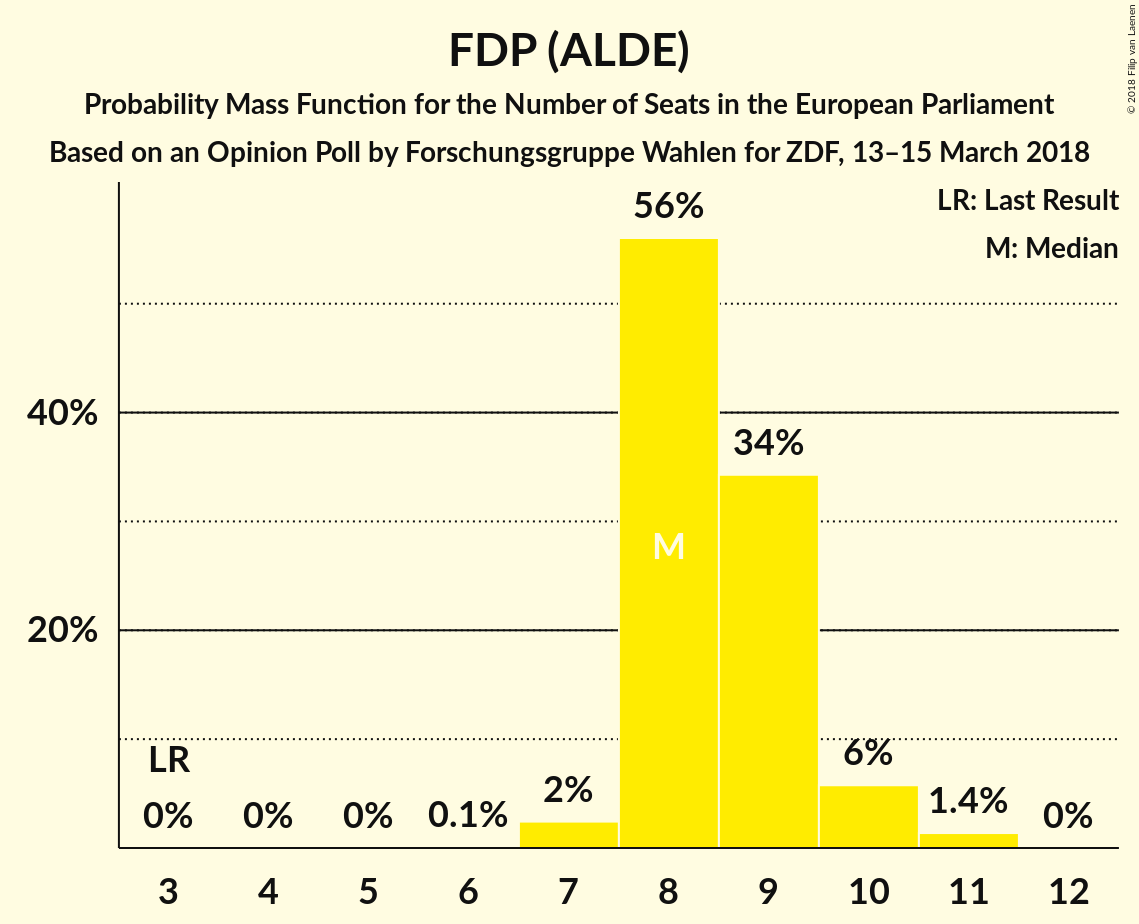 FDP (ALDE)
Probability Mass Function for the Number of Seats in the European Parliament
Based on an Opinion Poll by Forschungsgruppe Wahlen for ZDF, 13–15 March 2018
© 2018 Filip van Laenen
LR: Last Result
M: Median
56%
40%
34%
M
20%
LR
6%
2%
1.4%
0% 0% 0% 0.1% 0%
3 4 5 6 7 8 9 10 11 12